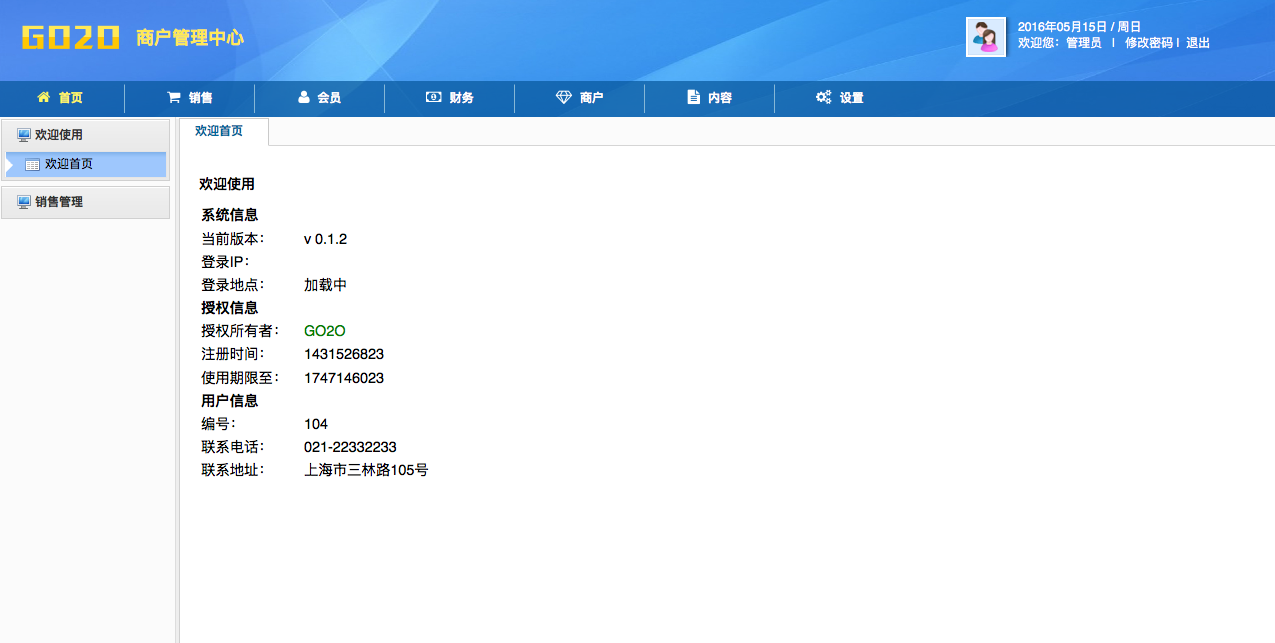 GO2O 商户管理中心
2016年05月15日 / 周日
欢迎您：管理员 | 修改密码 | 退出
首页 销售 会员 财务 商户 内容 设置
欢迎使用
欢迎首页
销售管理
欢迎首页
欢迎使用
系统信息
当前版本： v 0.1.2
登录IP：
登录地点： 加载中
授权信息
授权所有者： GO2O
注册时间： 1431526823
使用期限至： 1747146023
用户信息
编号： 104
联系电话： 021-22332233
联系地址： 上海市三林路105号